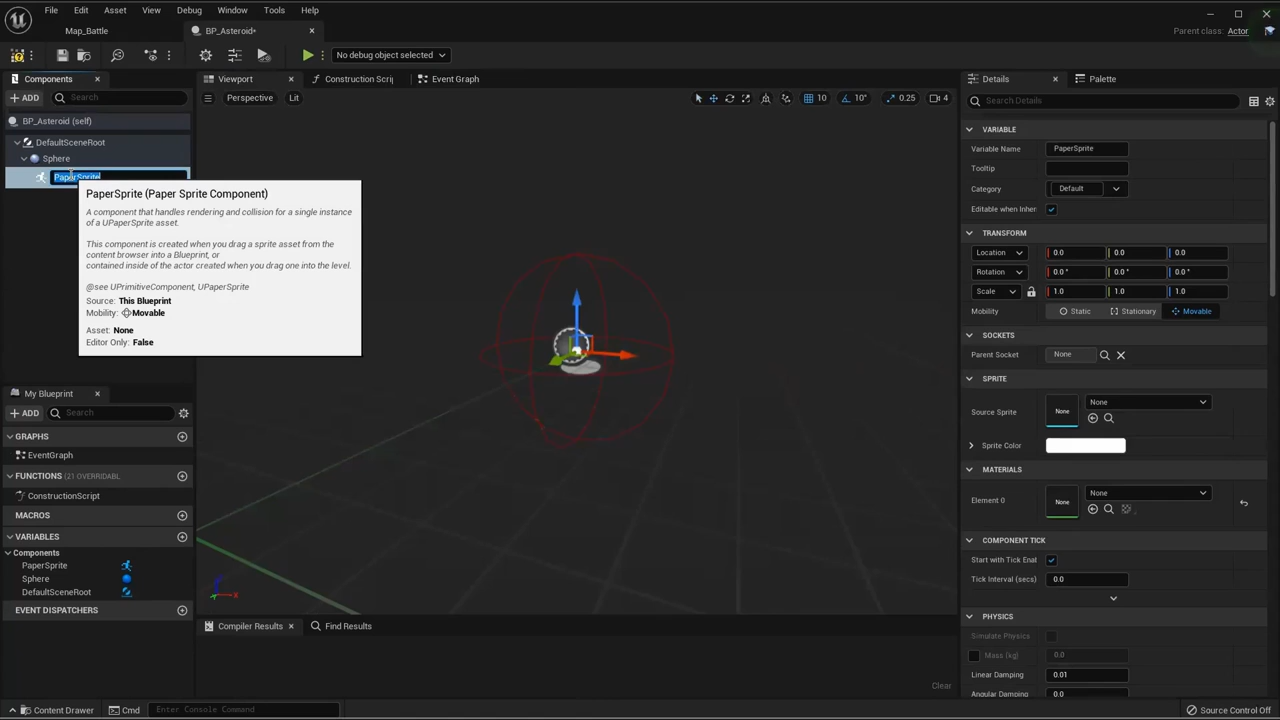 File Edit Asset View Debug Window Tools Help
Map_Battle
BP_Asteroid*
Parent class: Actor
No debug object selected
Components
ADD
Search
BP_Asteroid (self)
DefaultSceneRoot
Sphere
PaperSprite
PaperSprite (Paper Sprite Component)
A component that handles rendering and collision for a single instance
of a UPaperSprite asset.
This component is created when you drag a sprite asset from the
content browser into a Blueprint, or
contained inside of the actor created when you drag one into the level.
@see UPrimitiveComponent, UPaperSprite
Source: This Blueprint
Mobility: Movable
Asset: None
Editor Only: False
My Blueprint
ADD
Search
GRAPHS
EventGraph
FUNCTIONS (21 OVERRIDABL
ConstructionScript
MACROS
VARIABLES
Components
PaperSprite
Sphere
DefaultSceneRoot
EVENT DISPATCHERS
Viewport
Construction Scrip
Event Graph
Perspective
Lit
10
10°
0.25
4
Compiler Results
Find Results
Clear
Details
Palette
Search Details
VARIABLE
Variable Name PaperSprite
Tooltip
Category Default
Editable when Inher
TRANSFORM
Location 0.0 0.0 0.0
Rotation 0.0 ° 0.0 ° 0.0 °
Scale 1.0 1.0 1.0
Mobility Static Stationary Movable
SOCKETS
Parent Socket None
SPRITE
Source Sprite None None
Sprite Color
MATERIALS
Element 0 None None
COMPONENT TICK
Start with Tick Enal
Tick Interval (secs) 0.0
PHYSICS
Simulate Physics
Mass (kg) 0.0
Linear Damping 0.01
Angular Damping 0.0
Content Drawer
Cmd
Enter Console Command
Source Control Off